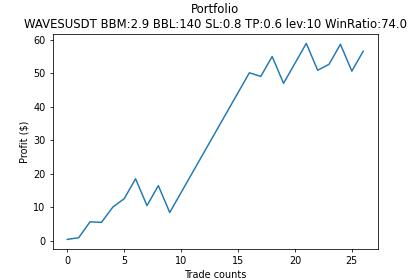 Portfolio
WAVESUSDT BBM:2.9 BBL:140 SL:0.8 TP:0.6 lev:10 WinRatio:74.0
60
50
40
30
20
10
0
Profit ($)
0 5 10 15 20 25
Trade counts